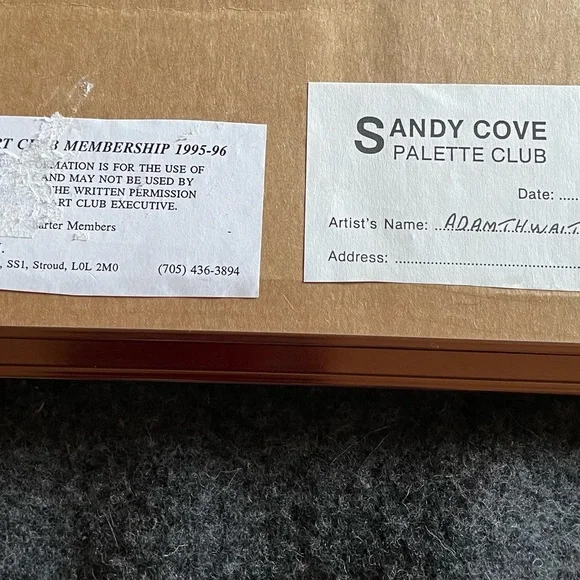 RT CLUB MEMBERSHIP 1995-96
ORMATION IS FOR THE USE OF
AND MAY NOT BE USED BY
THE WRITTEN PERMISSION
ART CLUB EXECUTIVE.
arter Members
, SS1, Stroud, L0L 2M0 (705) 436-3894
SANDY COVE
PALETTE CLUB
Date: .....
Artist's Name: ...ADAMTHWAIT
Address: ..........................................